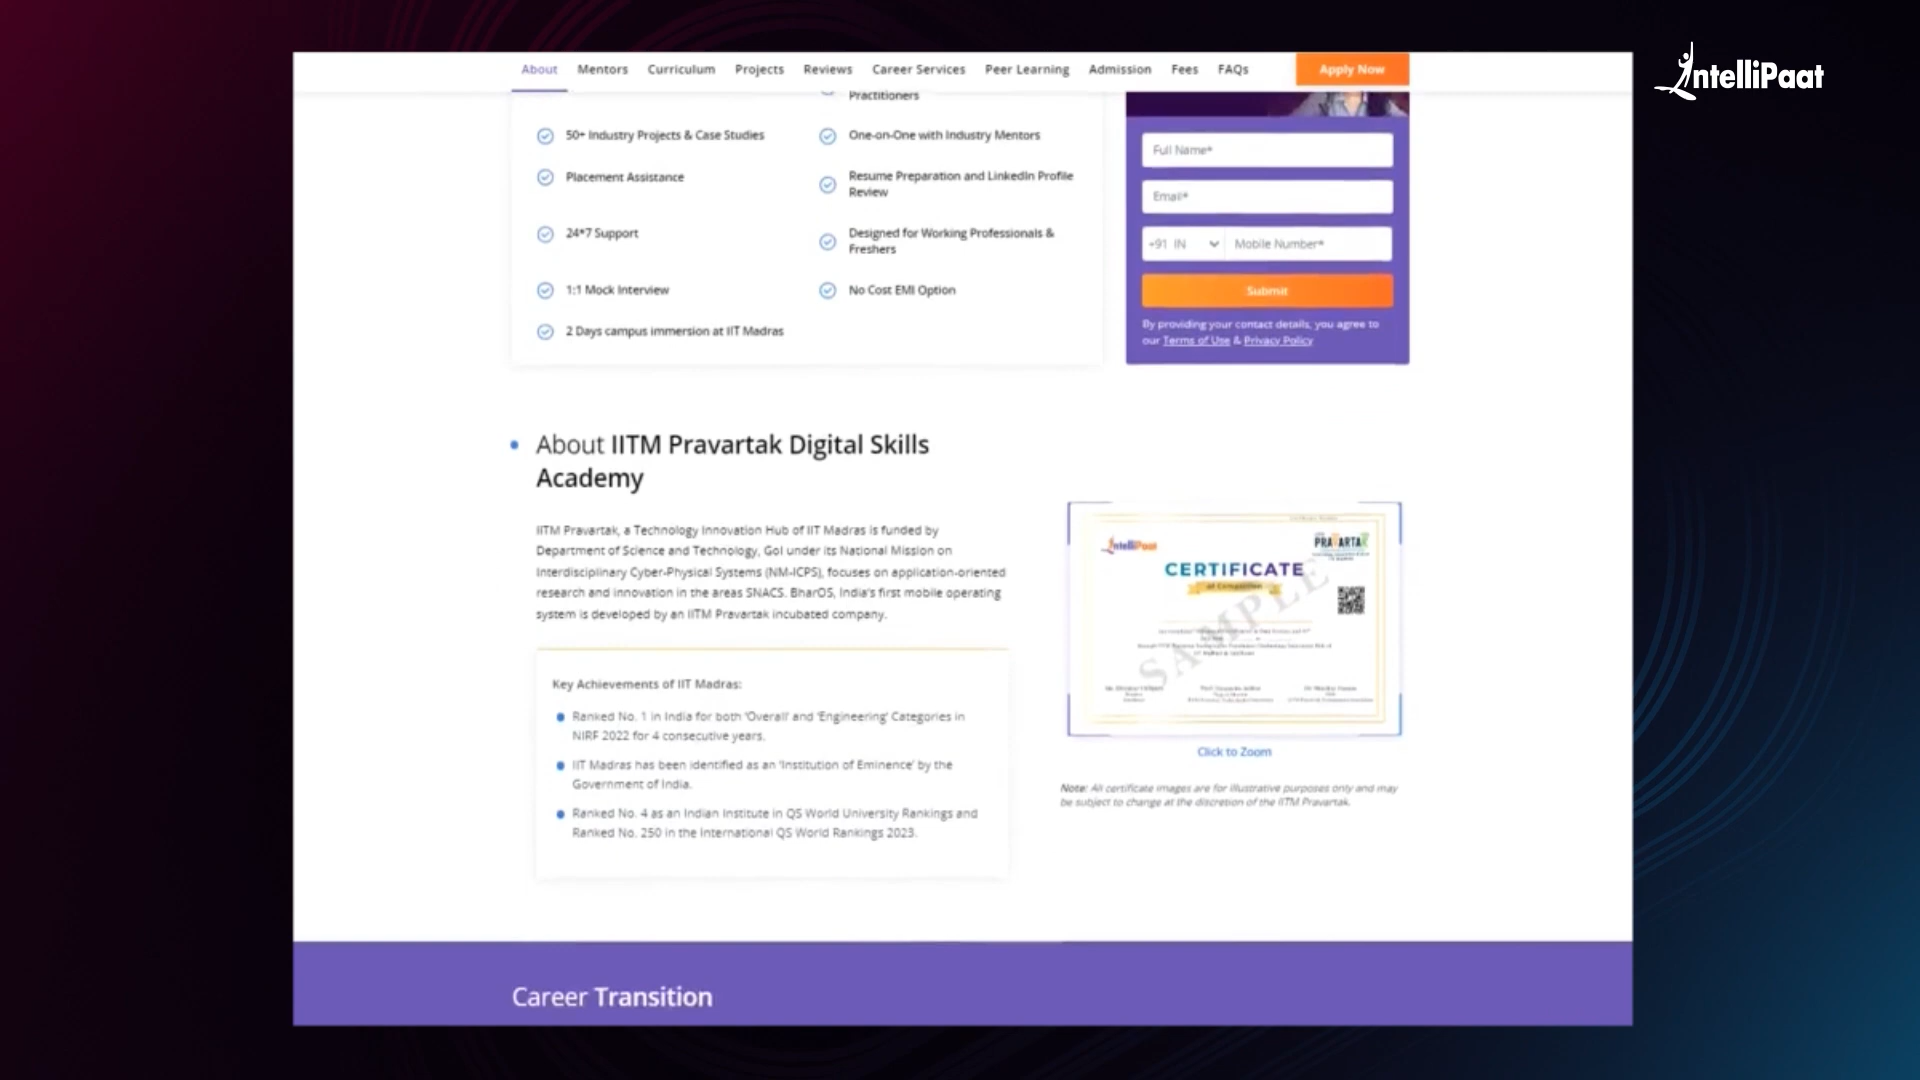 About Mentors Curriculum Projects Reviews Career Services Peer Learning Admission Fees FAQs Apply Now
IntelliPaat
Practitioners
50+ Industry Projects & Case Studies
One-on-One with Industry Mentors
Placement Assistance
Resume Preparation and LinkedIn Profile
Review
24*7 Support
Designed for Working Professionals &
Freshers
1:1 Mock Interview
No Cost EMI Option
2 Days campus immersion at IIT Madras
Full Name*
Email*
+91 IN Mobile Number*
Submit
By providing your contact details, you agree to
our Terms of Use & Privacy Policy
About IITM Pravartak Digital Skills
Academy
IITM Pravartak, a Technology Innovation Hub of IIT Madras is funded by
Department of Science and Technology, GoI under its National Mission on
Interdisciplinary Cyber-Physical Systems (NM-ICPS), focuses on application-oriented
research and innovation in the areas SNACS. BharOS, India's first mobile operating
system is developed by an IITM Pravartak incubated company.
Key Achievements of IIT Madras:
Ranked No. 1 in India for both 'Overall' and 'Engineering' Categories in
NIRF 2022 for 4 consecutive years.
IIT Madras has been identified as an 'Institution of Eminence' by the
Government of India.
Ranked No. 4 as an Indian Institute in QS World University Rankings and
Ranked No. 250 in the International QS World Rankings 2023.
IntelliPaat
PRAVARTAK
CERTIFICATE
of Completion
SAMPLE
Click to Zoom
Note: All certificate images are for illustrative purposes only and may
be subject to change at the discretion of the IITM Pravartak.
Career Transition